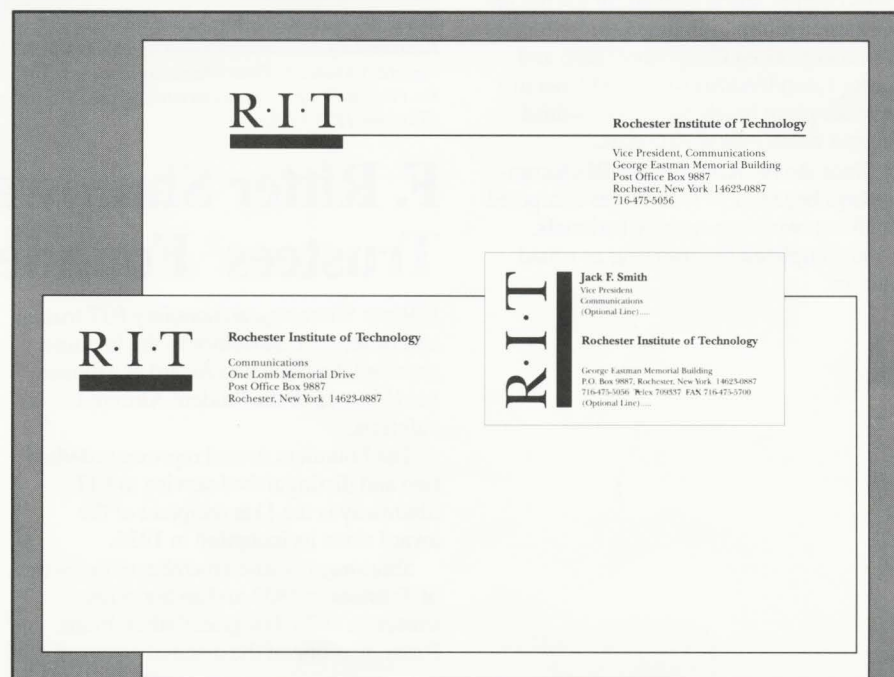 R·I·T
Rochester Institute of Technology
Vice President, Communications
George Eastman Memorial Building
Post Office Box 9887
Rochester, New York 14623-0887
716-475-5056
R·I·T
Rochester Institute of Technology
Communications
One Lomb Memorial Drive
Post Office Box 9887
Rochester, New York 14623-0887
R·I·T
Jack F. Smith
Vice President
Communications
(Optional Line).....
Rochester Institute of Technology
George Eastman Memorial Building
P.O. Box 9887, Rochester, New York 14623-0887
716-475-5056 Telex 709337 FAX 716-475-5700
(Optional Line).....